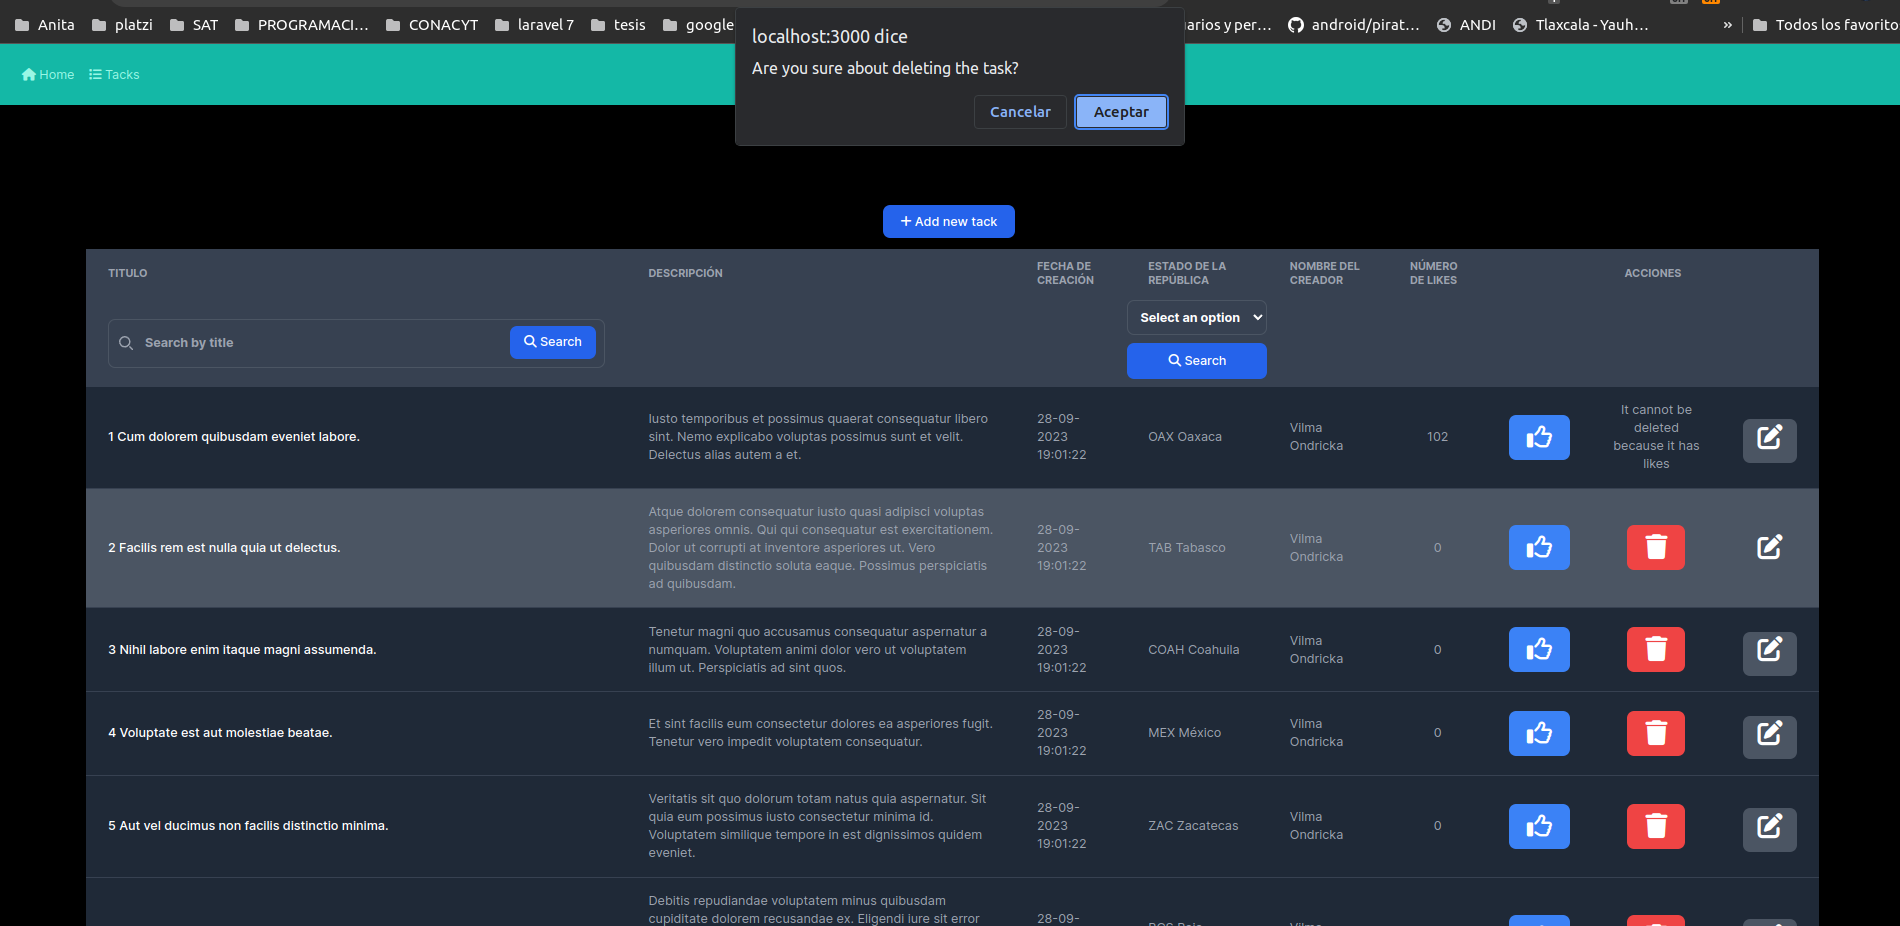 Anita platzi SAT PROGRAMACI... CONACYT laravel 7 tesis google
android/pirat... ANDI Tlaxcala - Yauh... » Todos los favorito
localhost:3000 dice
Are you sure about deleting the task?
Cancelar Aceptar
Home Tacks
+ Add new tack
TITULO
DESCRIPCIÓN
FECHA DE
CREACIÓN
ESTADO DE LA
REPÚBLICA
NOMBRE DEL
CREADOR
NÚMERO
DE LIKES
ACCIONES
Search by title
Search
Select an option
Search
1 Cum dolorem quibusdam eveniet labore.
Iusto temporibus et possimus quaerat consequatur libero
sint. Nemo explicabo voluptas possimus sunt et velit.
Delectus alias autem a et.
28-09-
2023
19:01:22
OAX Oaxaca
Vilma
Ondricka
102
It cannot be
deleted
because it has
likes
2 Facilis rem est nulla quia ut delectus.
Atque dolorem consequatur iusto quasi adipisci voluptas
asperiores omnis. Qui qui consequatur est exercitationem.
Dolor ut corrupti at inventore asperiores ut. Vero
quibusdam distinctio soluta eaque. Possimus perspiciatis
ad quibusdam.
28-09-
2023
19:01:22
TAB Tabasco
Vilma
Ondricka
0
3 Nihil labore enim itaque magni assumenda.
Tenetur magni quo accusamus consequatur aspernatur a
numquam. Voluptatem animi dolor vero ut voluptatem
illum ut. Perspiciatis ad sint quos.
28-09-
2023
19:01:22
COAH Coahuila
Vilma
Ondricka
0
4 Voluptate est aut molestiae beatae.
Et sint facilis eum consectetur dolores ea asperiores fugit.
Tenetur vero impedit voluptatem consequatur.
28-09-
2023
19:01:22
MEX México
Vilma
Ondricka
0
5 Aut vel ducimus non facilis distinctio minima.
Veritatis sit quo dolorum totam natus quia aspernatur. Sit
quia eum possimus iusto consectetur minima id.
Voluptatem similique tempore in est dignissimos quidem
eveniet.
28-09-
2023
19:01:22
ZAC Zacatecas
Vilma
Ondricka
0
Debitis repudiandae voluptatem minus quibusdam
cupiditate dolorem recusandae ex. Eligendi iure sit error
28-09-